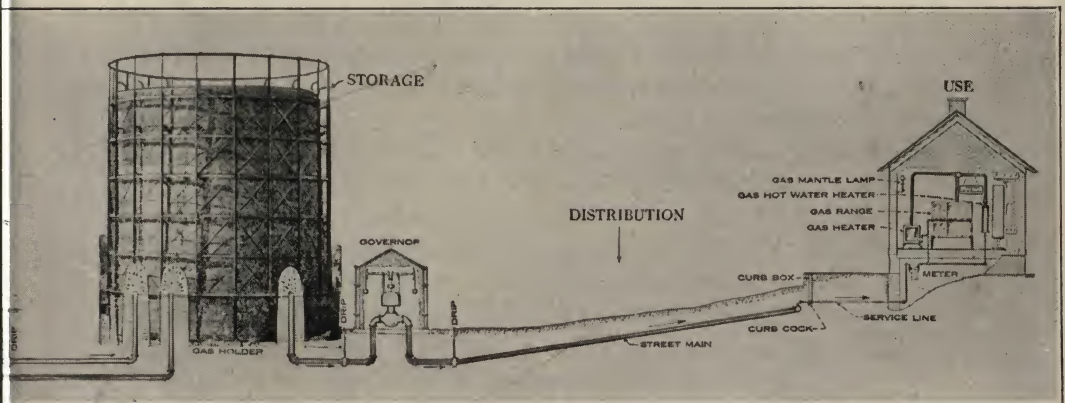 STORAGE
USE
GAS MANTLE LAMP
GAS HOT WATER HEATER
GAS RANGE
GAS HEATER
DISTRIBUTION
GOVERNOR
CURB BOX
METER
DRIP
DRIP
DRIP
GAS HOLDER
SERVICE LINE
CURB COCK
STREET MAIN